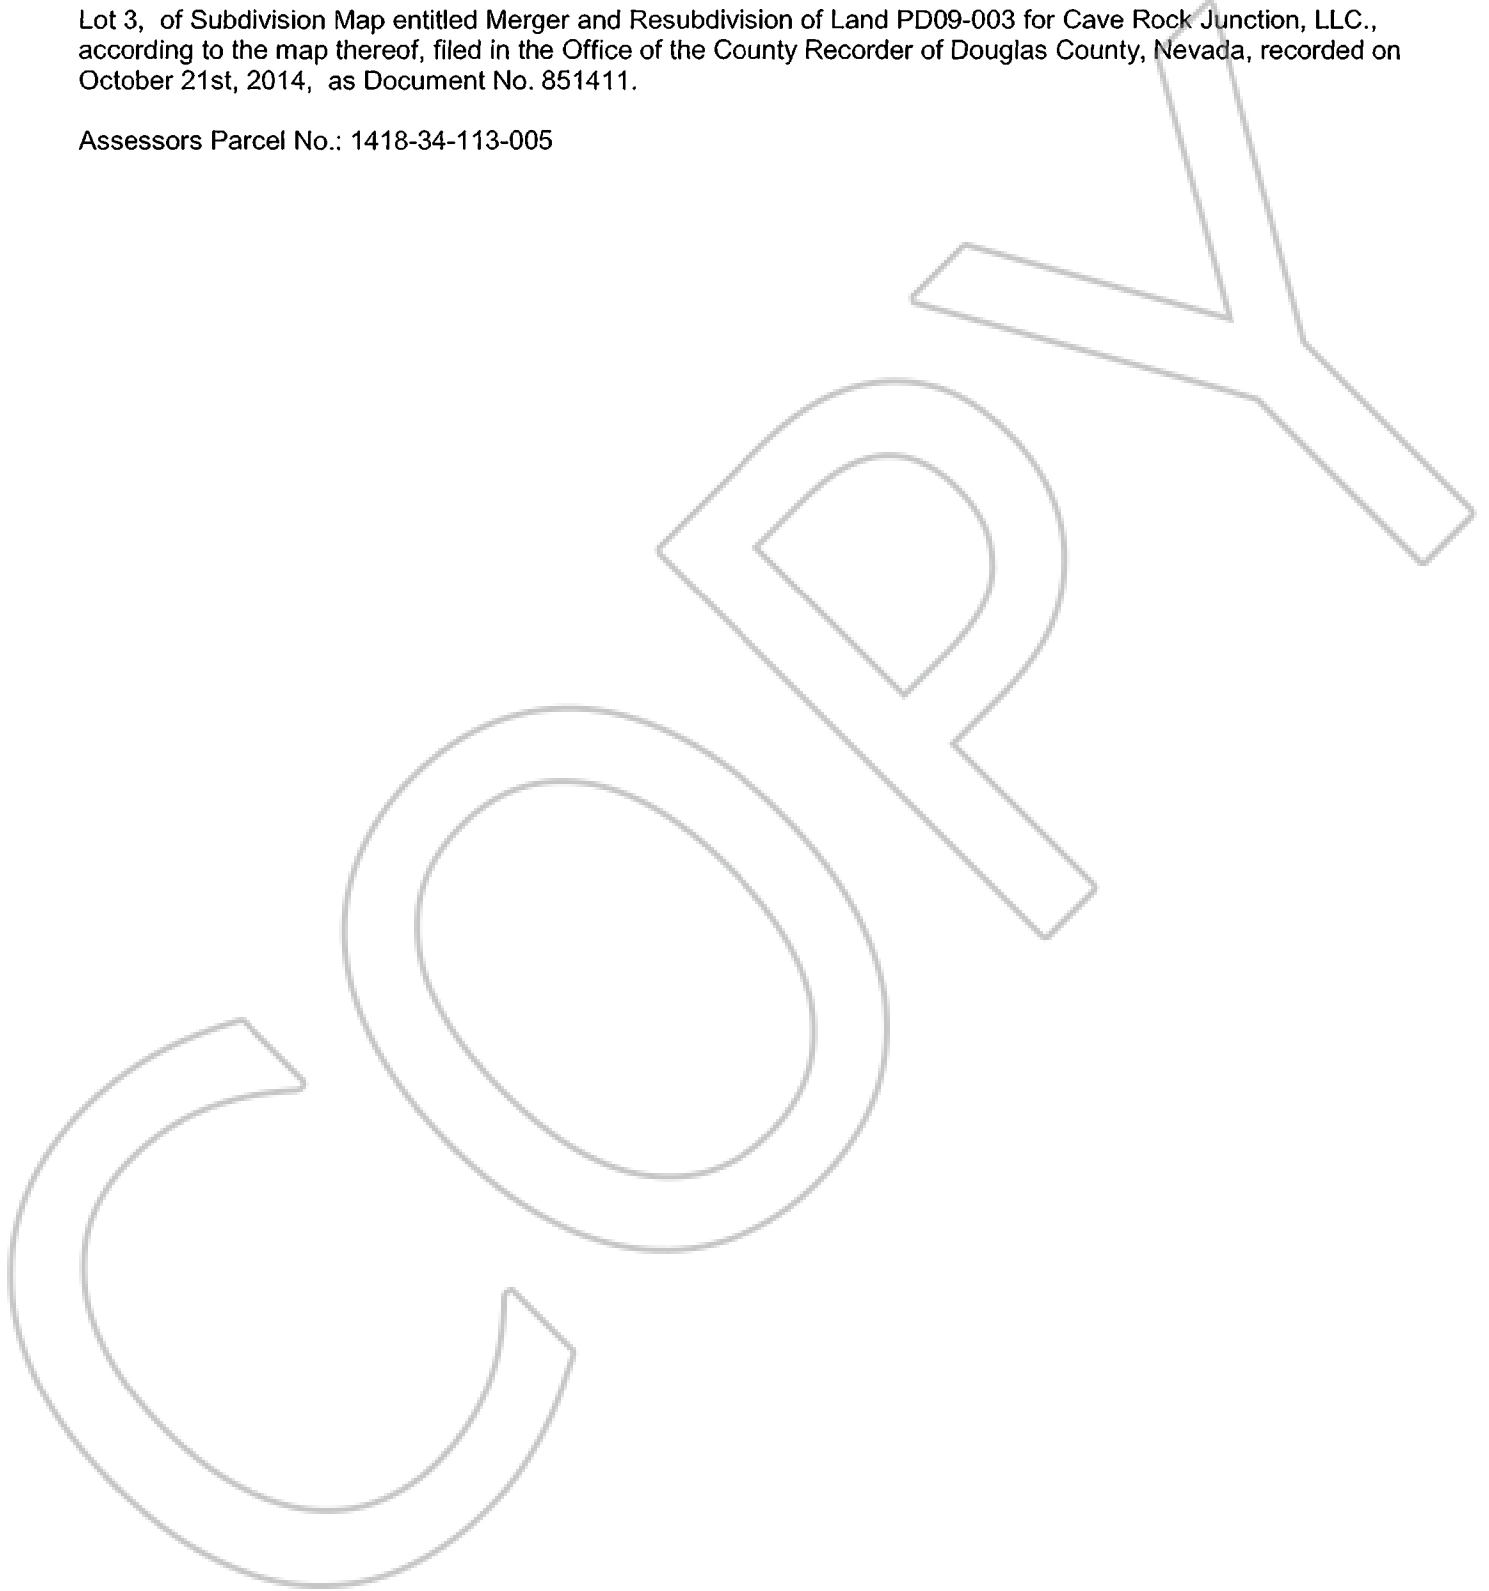 Lot 3,  of Subdivision Map entitled Merger and Resubdivision of Land PD09-003 for Cave Rock Junction, LLC.,
according to the map thereof, filed in the Office of the County Recorder of Douglas County, Nevada, recorded on
October 21st, 2014,  as Document No. 851411.
Assessors Parcel No.: 1418-34-113-005
COPY